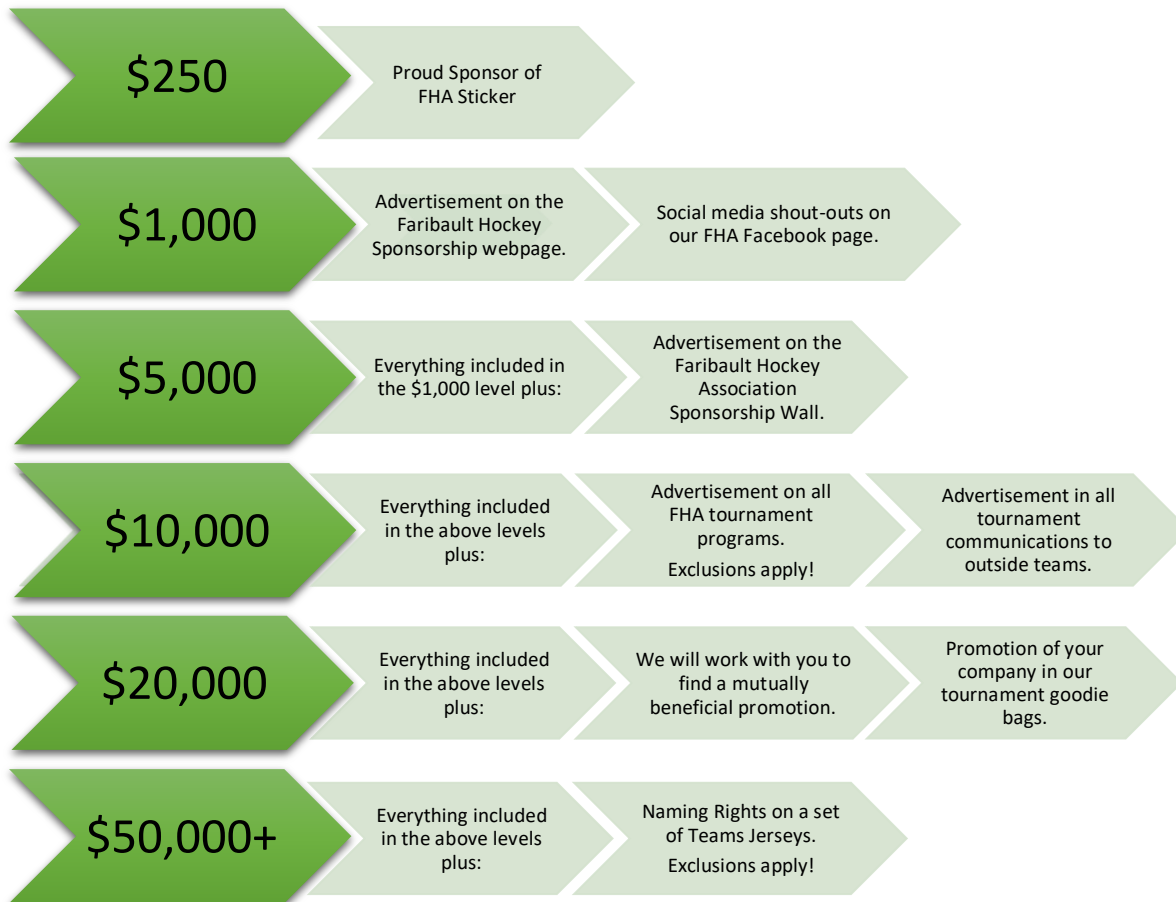 $250
Proud Sponsor of
FHA Sticker
$1,000
Advertisement on the
Faribault Hockey
Sponsorship webpage.
Social media shout-outs on
our FHA Facebook page.
$5,000
Everything included in
the $1,000 level plus:
Advertisement on the
Faribault Hockey
Association
Sponsorship Wall.
$10,000
Everything included
in the above levels
plus:
Advertisement on all
FHA tournament
programs.
Exclusions apply!
Advertisement in all
tournament
communications to
outside teams.
$20,000
Everything included
in the above levels
plus:
We will work with you to
find a mutually
beneficial promotion.
Promotion of your
company in our
tournament goodie
bags.
$50,000+
Everything included
in the above levels
plus:
Naming Rights on a set
of Teams Jerseys.
Exclusions apply!